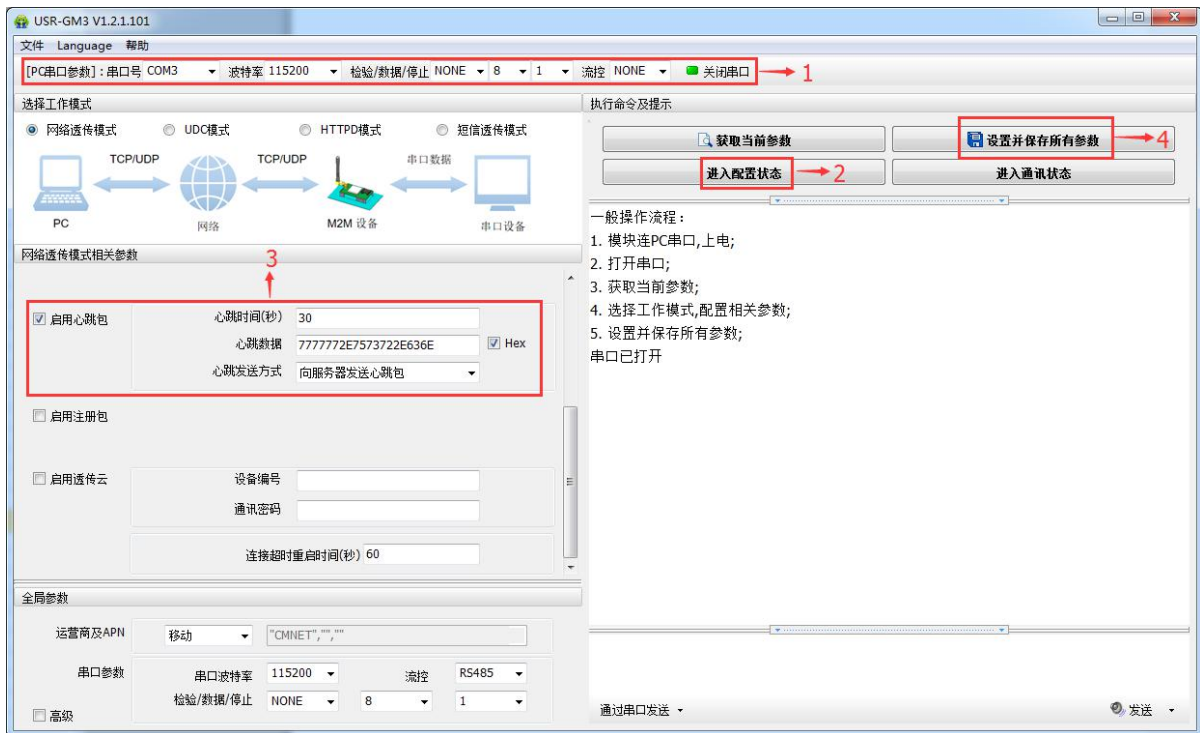 USR-GM3 V1.2.1.101
文件 Language 帮助
[PC串口参数]：串口号 COM3 波特率 115200 检验/数据/停止 NONE 8 1 流控 NONE 关闭串口 1
选择工作模式
网络透传模式 UDC模式 HTTPD模式 短信透传模式
TCP/UDP TCP/UDP 串口数据
PC 网络 M2M 设备 串口设备
网络透传模式相关参数
3
启用心跳包 心跳时间(秒) 30
心跳数据 7777772E7573722E636E Hex
心跳发送方式 向服务器发送心跳包
启用注册包
启用透传云 设备编号
通讯密码
连接超时重启时间(秒) 60
全局参数
运营商及APN 移动 "CMNET","",""
串口参数 串口波特率 115200 流控 RS485
检验/数据/停止 NONE 8 1
高级
执行命令及提示
获取当前参数 设置并保存所有参数 4
进入配置状态 2 进入通讯状态
一般操作流程：
1. 模块连PC串口,上电;
2. 打开串口;
3. 获取当前参数;
4. 选择工作模式,配置相关参数;
5. 设置并保存所有参数;
串口已打开
通过串口发送 发送